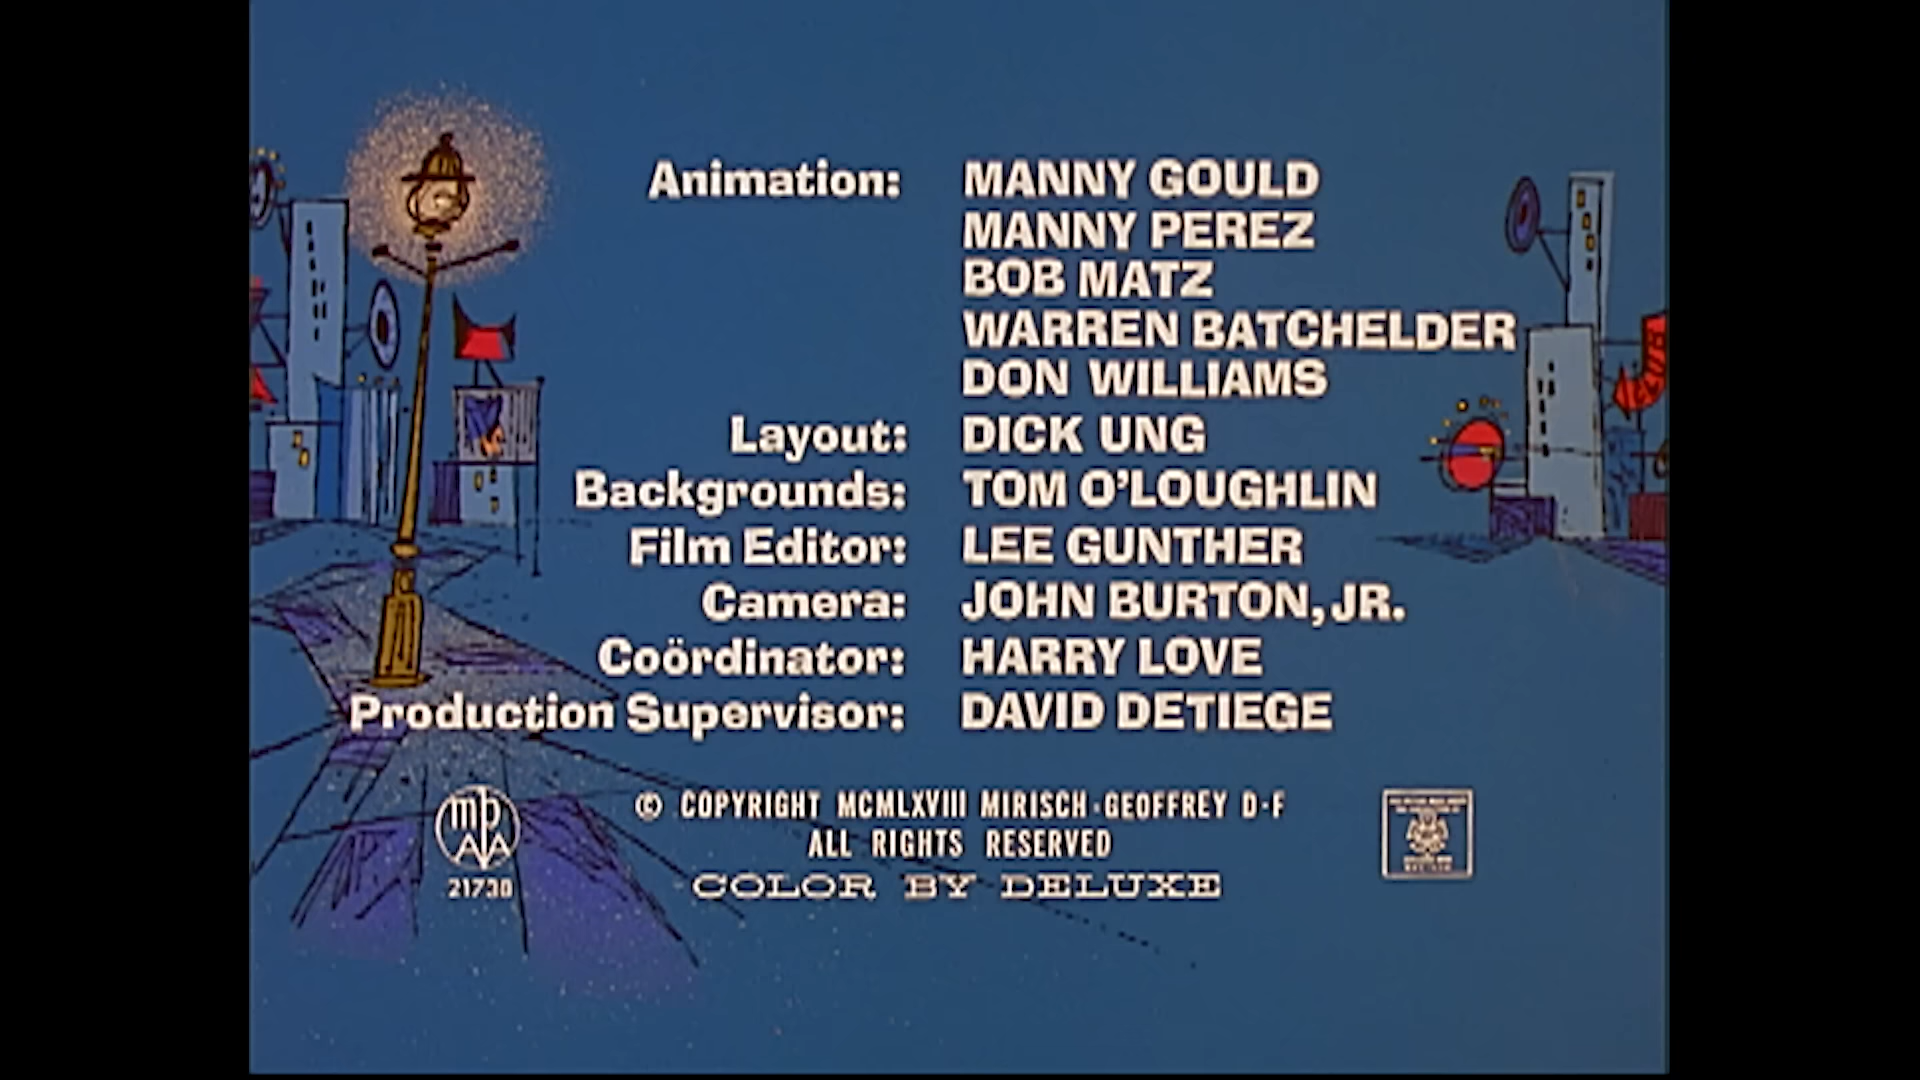 Animation: MANNY GOULD
MANNY PEREZ
BOB MATZ
WARREN BATCHELDER
DON WILLIAMS
Layout: DICK UNG
Backgrounds: TOM O'LOUGHLIN
Film Editor: LEE GUNTHER
Camera: JOHN BURTON, JR.
Coördinator: HARRY LOVE
Production Supervisor: DAVID DETIEGE
© COPYRIGHT MCMLXVIII MIRISCH-GEOFFREY D-F
ALL RIGHTS RESERVED
COLOR BY DELUXE
mpAA
21730